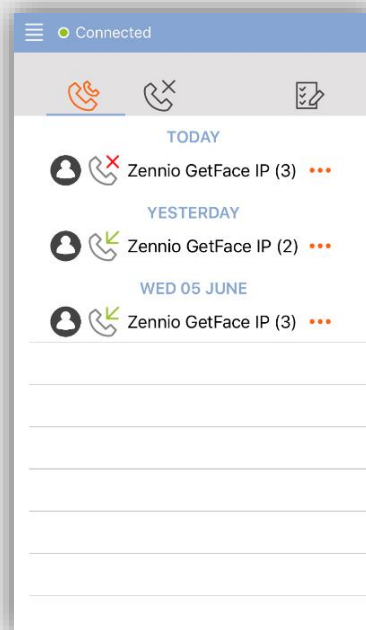 Connected
TODAY
Zennio GetFace IP (3)
YESTERDAY
Zennio GetFace IP (2)
WED 05 JUNE
Zennio GetFace IP (3)